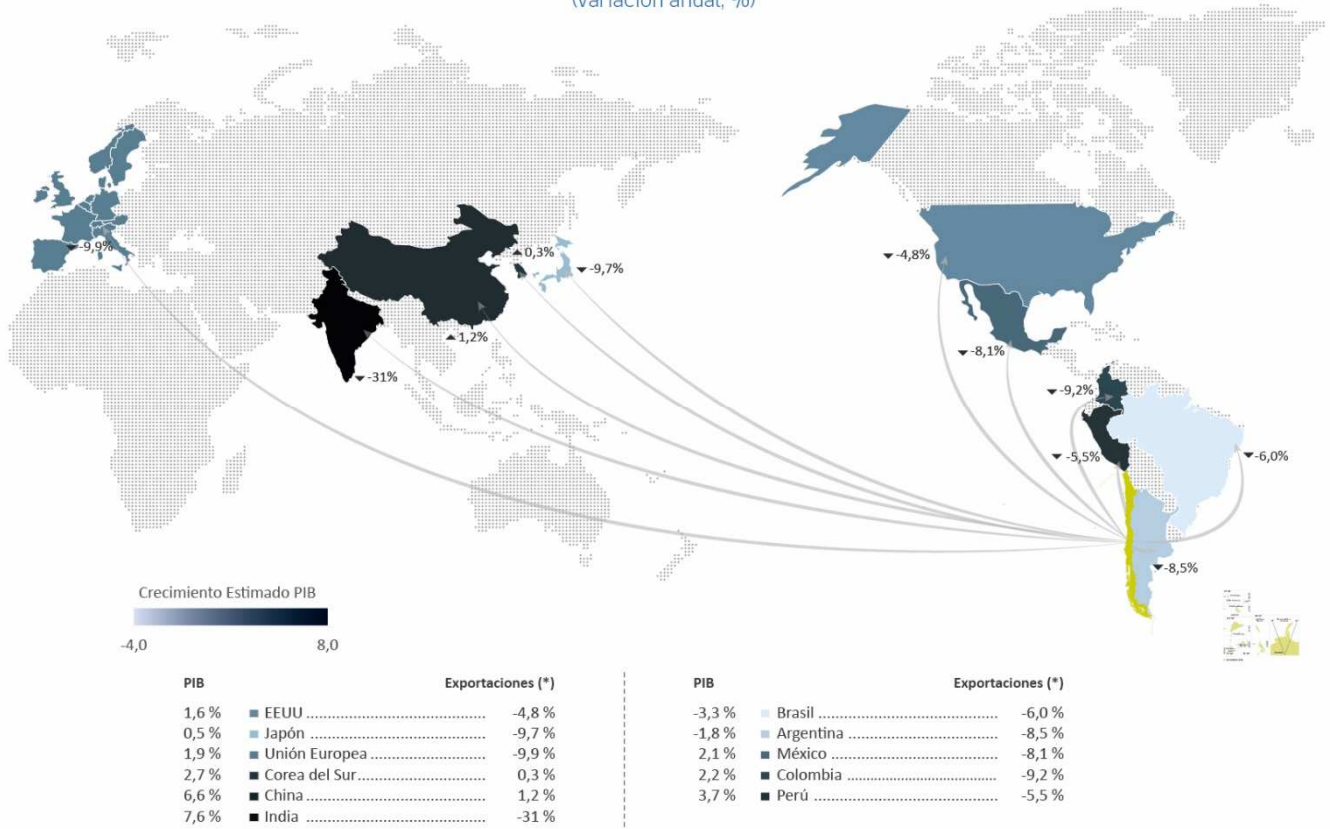 (variación anual, %)
-9,9%
0,3%
-9,7%
1,2%
-31%
-4,8%
-8,1%
-9,2%
-5,5%
-6,0%
-8,5%
Crecimiento Estimado PIB
-4,0 8,0
PIB Exportaciones (*)
1,6 % EEUU ........................................ -4,8 %
0,5 % Japón ........................................ -9,7 %
1,9 % Unión Europea ........................... -9,9 %
2,7 % Corea del Sur ............................. 0,3 %
6,6 % China ........................................ 1,2 %
7,6 % India ......................................... -31 %
PIB Exportaciones (*)
-3,3 % Brasil ........................................ -6,0 %
-1,8 % Argentina .................................. -8,5 %
2,1 % México ...................................... -8,1 %
2,2 % Colombia ................................... -9,2 %
3,7 % Perú .......................................... -5,5 %